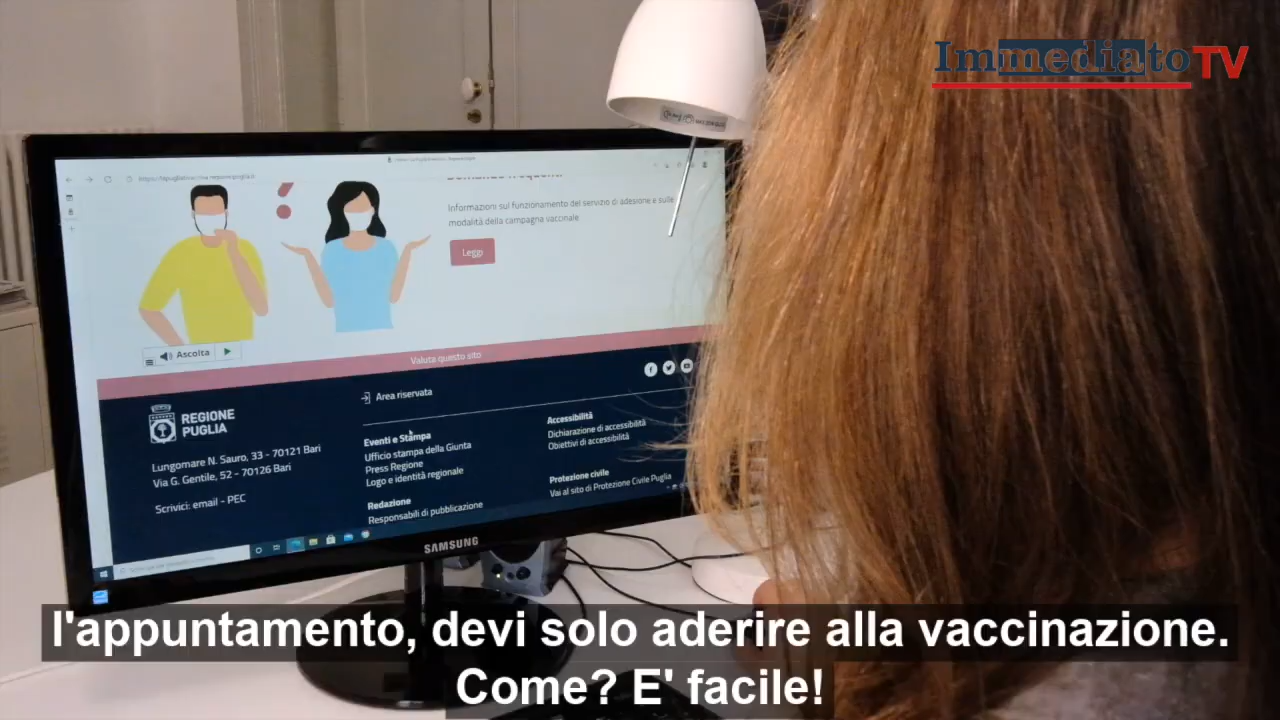 Immediato TV
Informazioni sul funzionamento del servizio di adesione e sulle
modalità della campagna vaccinale
Leggi
Ascolta
Valuta questo sito
REGIONE
PUGLIA
Lungomare N. Sauro, 33 - 70121 Bari
Via G. Gentile, 52 - 70126 Bari
Scrivici: email - PEC
Area riservata
Eventi e Stampa
Ufficio stampa della Giunta
Press Regione
Logo e identità regionale
Redazione
Responsabili di pubblicazione
Accessibilità
Dichiarazione di accessibilità
Obiettivi di accessibilità
Protezione civile
Vai al sito di Protezione Civile Puglia
SAMSUNG
l'appuntamento, devi solo aderire alla vaccinazione.
Come? E' facile!